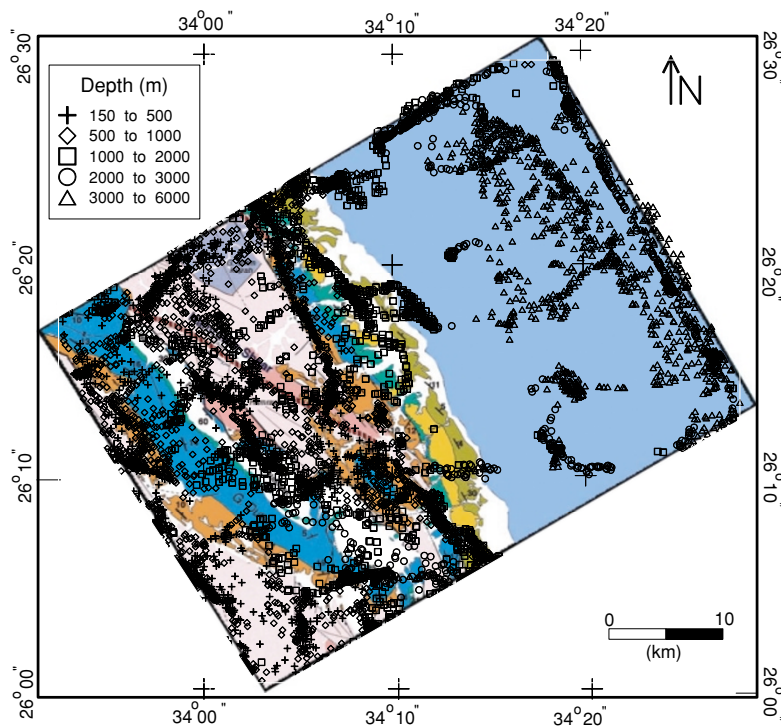 34°00" 34°10" 34°20"
26°30" 26°30"
Depth (m)
150 to 500
500 to 1000
1000 to 2000
2000 to 3000
3000 to 6000
N
26°20" 26°20"
60
26°10" 26°10"
0 10
(km)
26°00" 26°00
34°00" 34°10" 34°20"